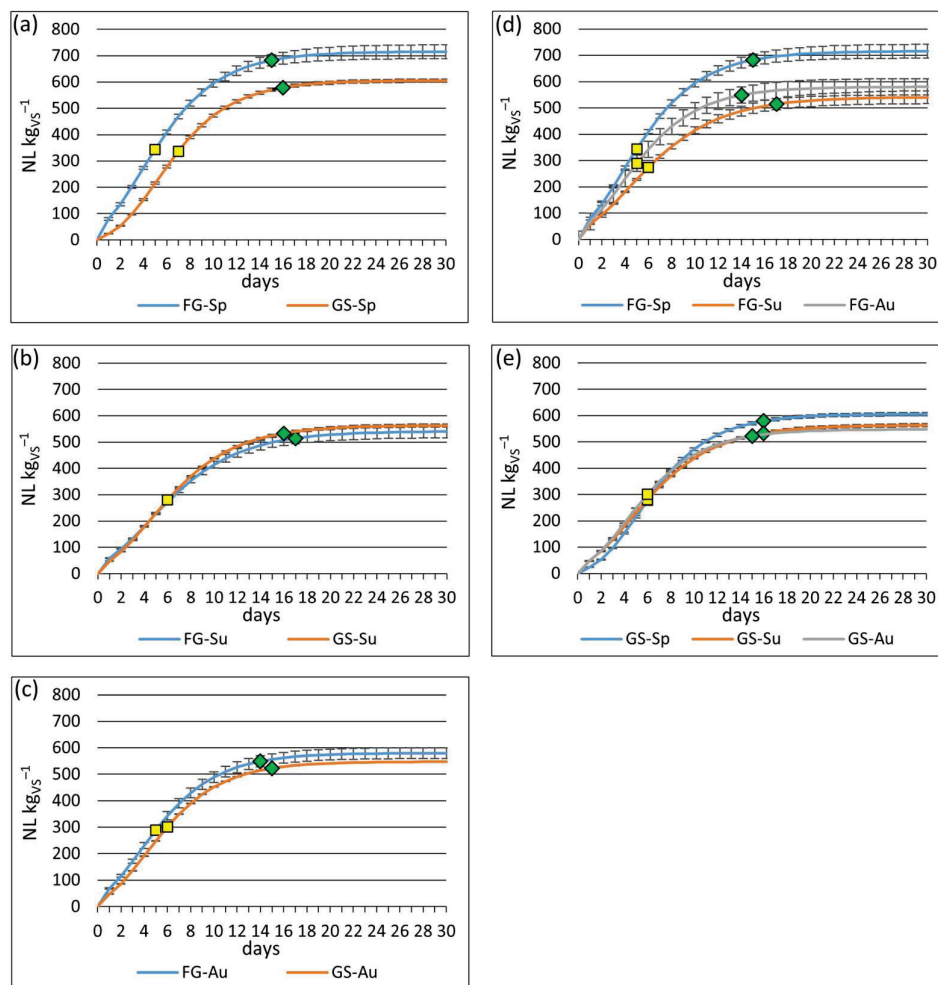 (a)
800
700
600
500
400
300
200
100
0
NL kgVS⁻¹
0 2 4 6 8 10 12 14 16 18 20 22 24 26 28 30
days
FG-Sp GS-Sp
(d)
800
700
600
500
400
300
200
100
0
NL kgVS⁻¹
0 2 4 6 8 10 12 14 16 18 20 22 24 26 28 30
days
FG-Sp FG-Su FG-Au
(b)
800
700
600
500
400
300
200
100
0
NL kgVS⁻¹
0 2 4 6 8 10 12 14 16 18 20 22 24 26 28 30
days
FG-Su GS-Su
(e)
800
700
600
500
400
300
200
100
0
NL kgVS⁻¹
0 2 4 6 8 10 12 14 16 18 20 22 24 26 28 30
days
GS-Sp GS-Su GS-Au
(c)
800
700
600
500
400
300
200
100
0
NL kgVS⁻¹
0 2 4 6 8 10 12 14 16 18 20 22 24 26 28 30
days
FG-Au GS-Au